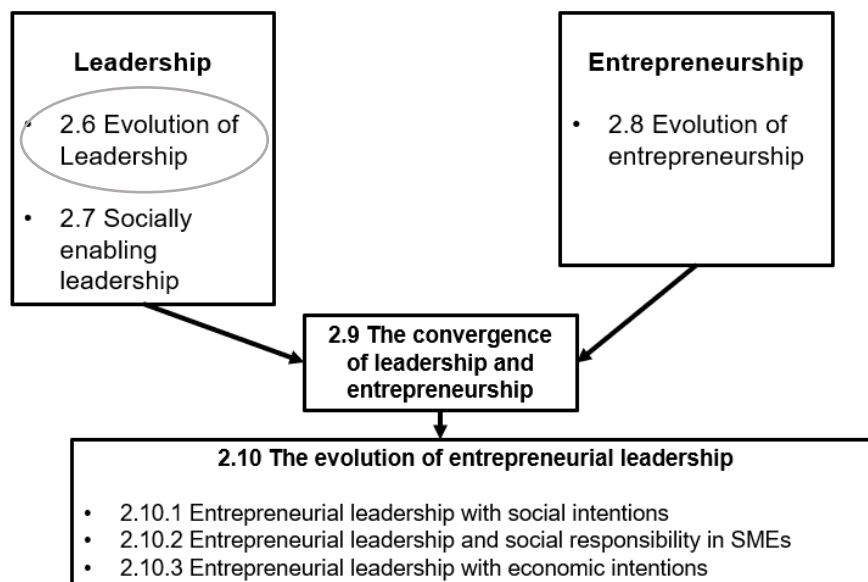 Leadership
• 2.6 Evolution of
Leadership
• 2.7 Socially
enabling
leadership
Entrepreneurship
• 2.8 Evolution of
entrepreneurship
2.9 The convergence
of leadership and
entrepreneurship
2.10 The evolution of entrepreneurial leadership
• 2.10.1 Entrepreneurial leadership with social intentions
• 2.10.2 Entrepreneurial leadership and social responsibility in SMEs
• 2.10.3 Entrepreneurial leadership with economic intentions